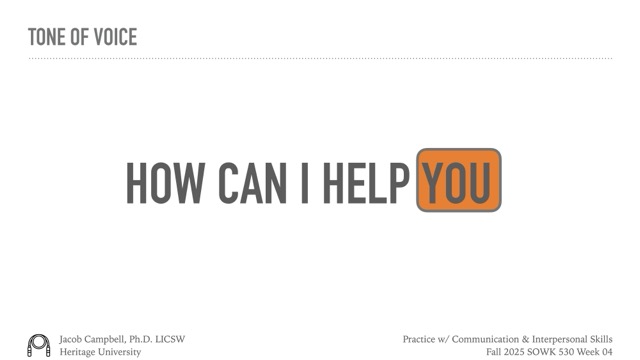 TONE OF VOICE
HOW CAN I HELP YOU
Jacob Campbell, Ph.D. LICSW
Heritage University
Practice w/ Communication & Interpersonal Skills
Fall 2025 SOWK 530 Week 04